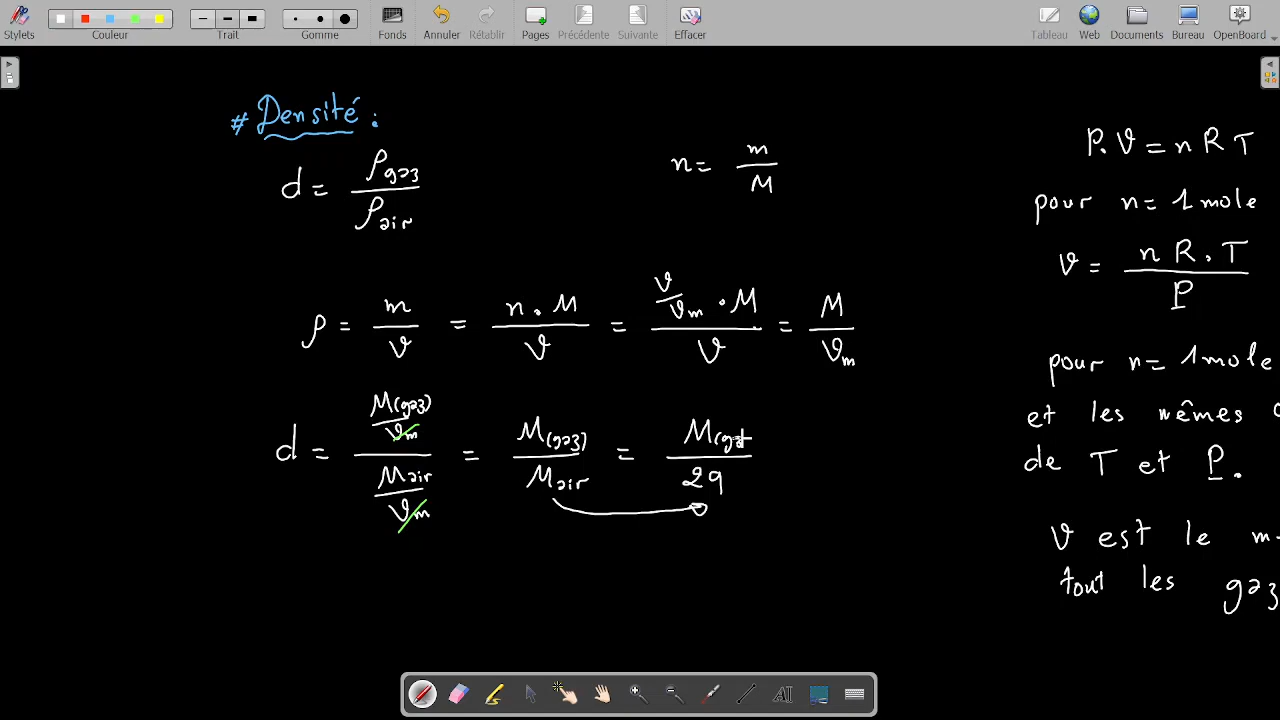 Stylets Couleur Trait Gomme Fonds Annuler Rétablir Pages Précédente Suivante Effacer Tableau Web Documents Bureau OpenBoard
# Densité :
d = ρgaz / ρair
n = m / M
ρ = m / V = n . M / V = V/Vm . M / V = M / Vm
d = M(gaz)/Vm / Mair/Vm = M(gaz) / Mair = M(gaz / 29
P.V = n R T
pour n = 1 mole
V = n R . T / P
pour n = 1 mole
et les mêmes
de T et P.
V est le m
tout les gaz
AI